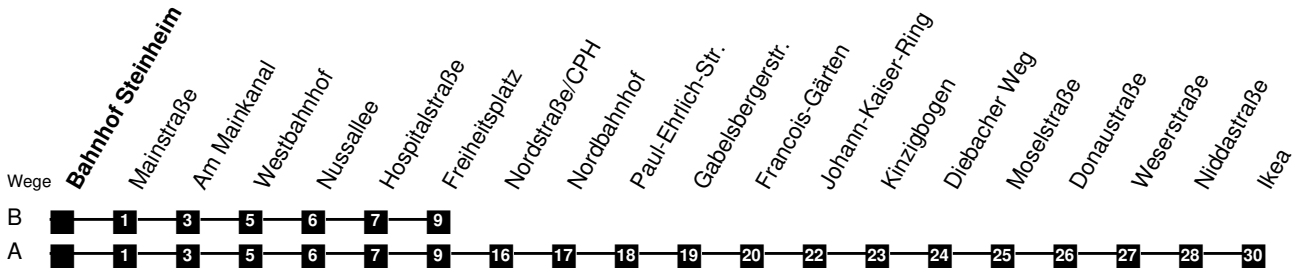 Wege
Bahnhof Steinheim
Mainstraße
Am Mainkanal
Westbahnhof
Nussallee
Hospitalstraße
Freiheitsplatz
Nordstraße/CPH
Nordbahnhof
Paul-Ehrlich-Str.
Gabelsbergerstr.
Francois-Gärten
Johann-Kaiser-Ring
Kinzigbogen
Diebacher Weg
Moselstraße
Donaustraße
Weserstraße
Niddastraße
Ikea
B 1 3 5 6 7 9
A 1 3 5 6 7 9 16 17 18 19 20 22 23 24 25 26 27 28 30